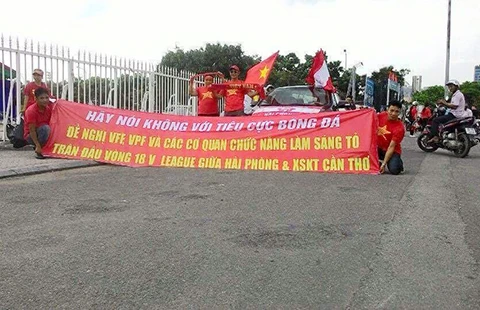 HÃY NÓI KHÔNG VỚI TIÊU CỰC BÓNG ĐÁ
ĐỀ NGHỊ VFF, VPF VÀ CÁC CƠ QUAN CHỨC NĂNG LÀM SÁNG TỎ
TRẬN ĐẤU VÒNG 18 V_LEAGUE GIỮA HẢI PHÒNG & XSKT CẦN THƠ